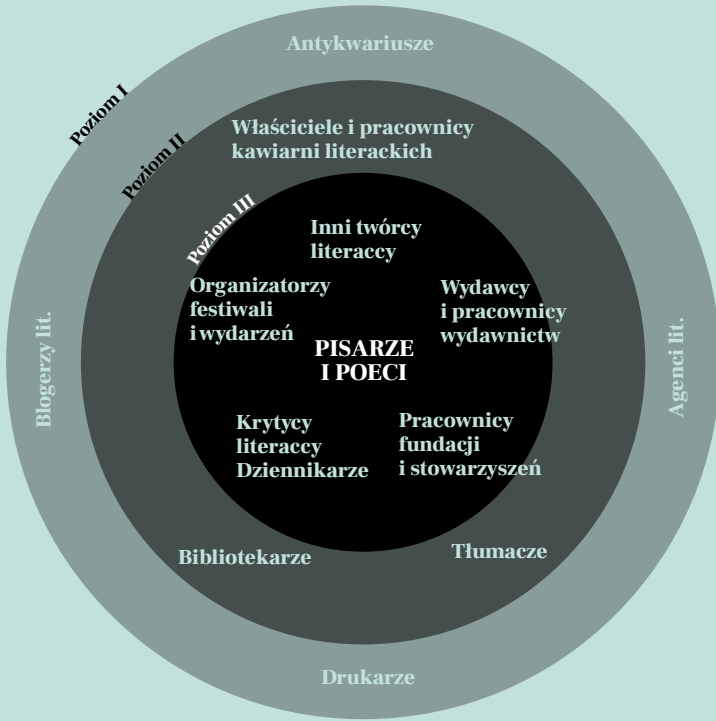 Antykwariusze
Poziom I
Poziom II
Właściciele i pracownicy
kawiarni literackich
Poziom III
Inni twórcy
literaccy
Organizatorzy
festiwali
i wydarzeń
Wydawcy
i pracownicy
wydawnictw
PISARZE
I POECI
Blogerzy lit.
Agenci lit.
Krytycy
literaccy
Dziennikarze
Pracownicy
fundacji
i stowarzyszeń
Bibliotekarze
Tłumacze
Drukarze